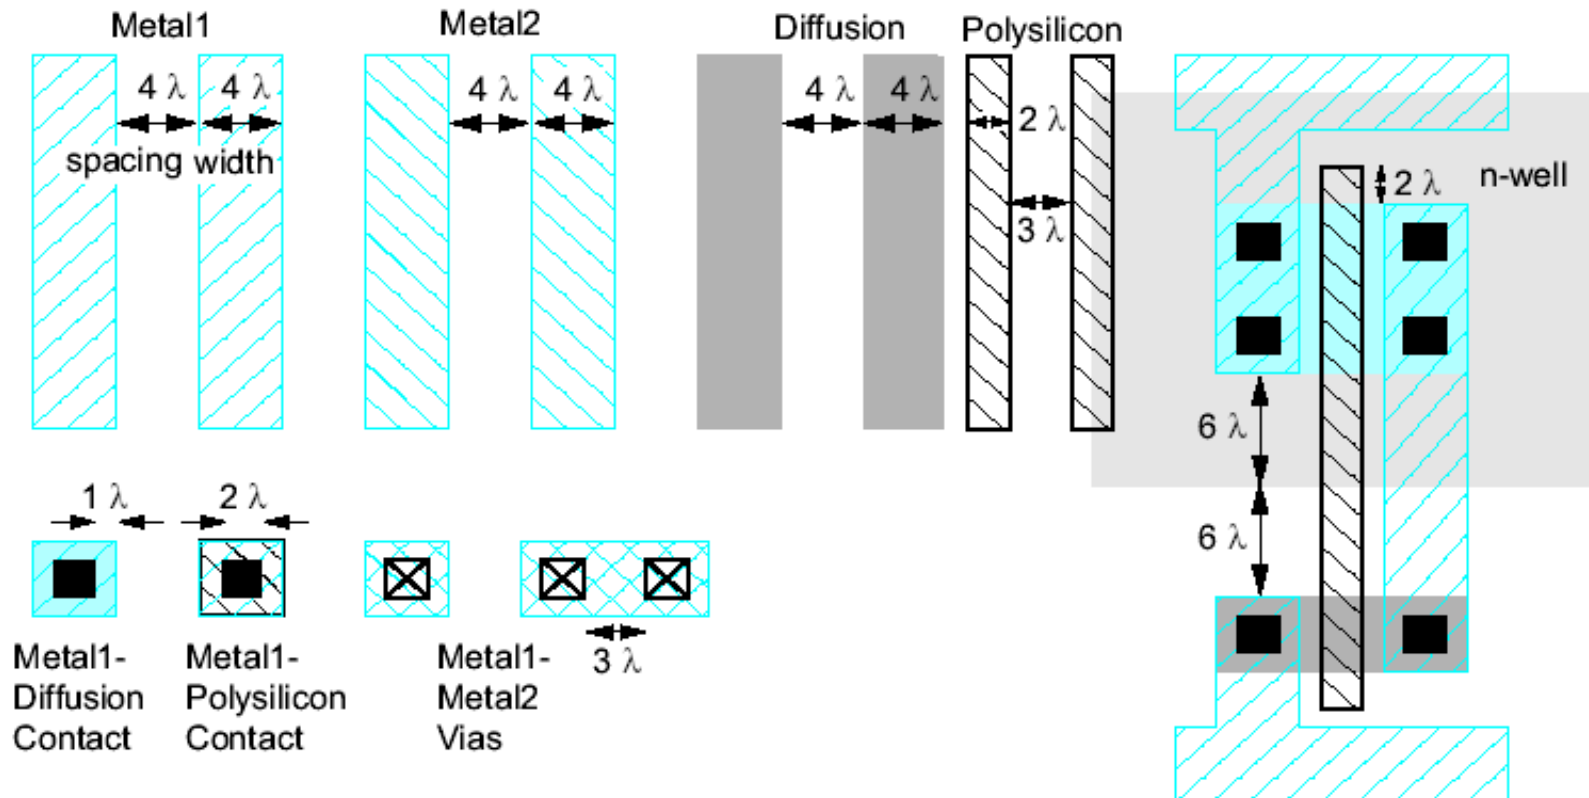 Metal1
Metal2
Diffusion
Polysilicon
4 λ
4 λ
4 λ
4 λ
4 λ
4 λ
2 λ
spacing width
2 λ
n-well
3 λ
6 λ
6 λ
1 λ
2 λ
3 λ
Metal1-
Diffusion
Contact
Metal1-
Polysilicon
Contact
Metal1-
Metal2
Vias